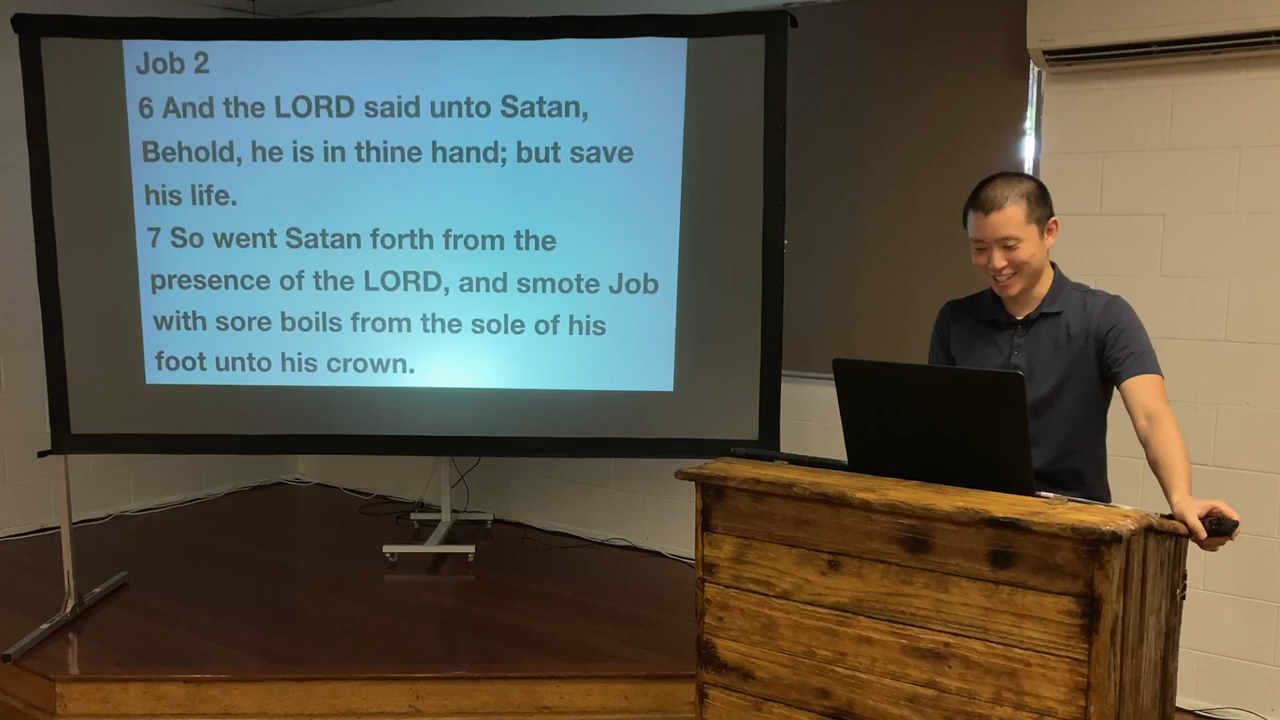 Job 2
6 And the LORD said unto Satan,
Behold, he is in thine hand; but save
his life.
7 So went Satan forth from the
presence of the LORD, and smote Job
with sore boils from the sole of his
foot unto his crown.